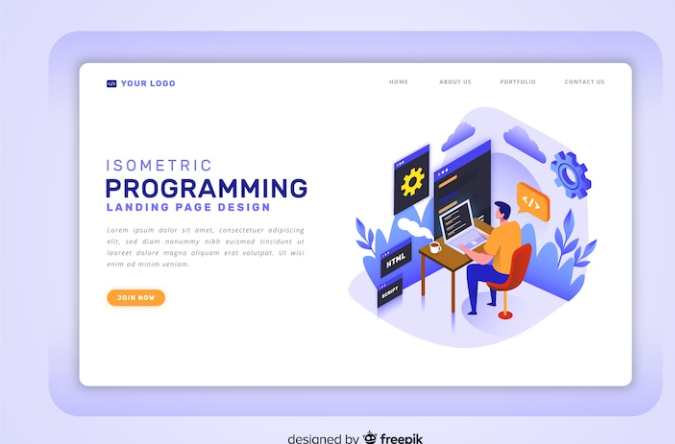 YOUR LOGO
HOME ABOUT US PORTFOLIO CONTACT US
ISOMETRIC
PROGRAMMING
LANDING PAGE DESIGN
Lorem ipsum dolor sit amet, consectetuer adipiscing
elit, sed diam nonummy nibh euismod tincidunt ut
laoreet dolore magna aliquam erat volutpat. Ut wisi
enim ad minim veniam.
JOIN NOW
</>
HTML
SCRIPT
designed by freepik